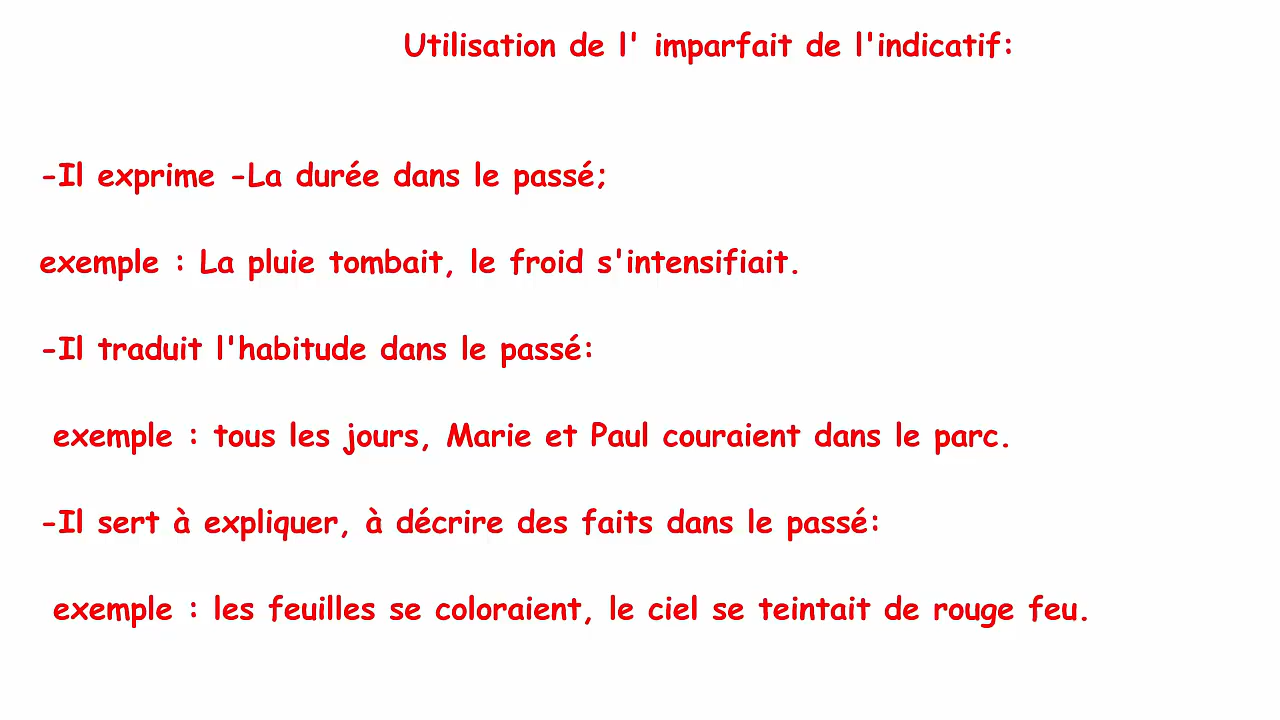 Utilisation de l' imparfait de l'indicatif:
-Il exprime -La durée dans le passé;
exemple : La pluie tombait, le froid s'intensifiait.
-Il traduit l'habitude dans le passé:
exemple : tous les jours, Marie et Paul couraient dans le parc.
-Il sert à expliquer, à décrire des faits dans le passé:
exemple : les feuilles se coloraient, le ciel se teintait de rouge feu.